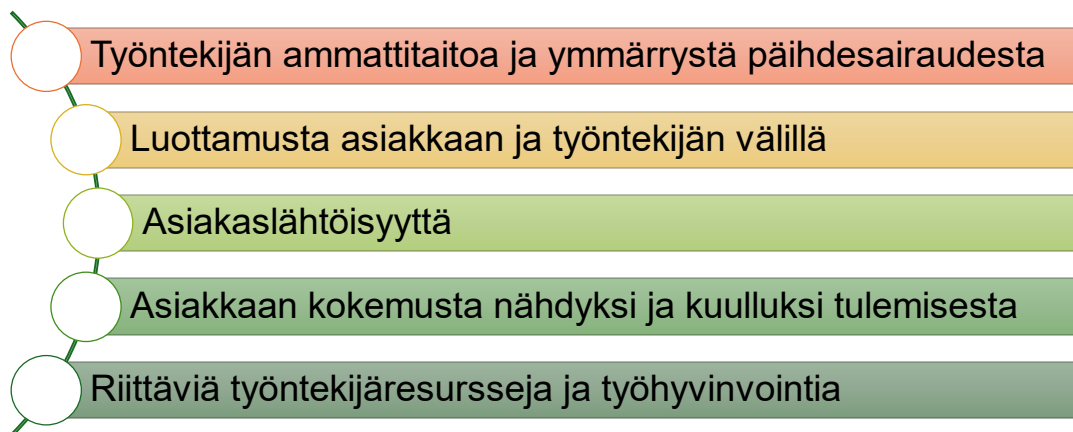 Työntekijän ammattitaitoa ja ymmärrystä päihdesairaudesta
Luottamusta asiakkaan ja työntekijän välillä
Asiakaslähtöisyyttä
Asiakkaan kokemusta nähdyksi ja kuulluksi tulemisesta
Riittäviä työntekijäresursseja ja työhyvinvointia